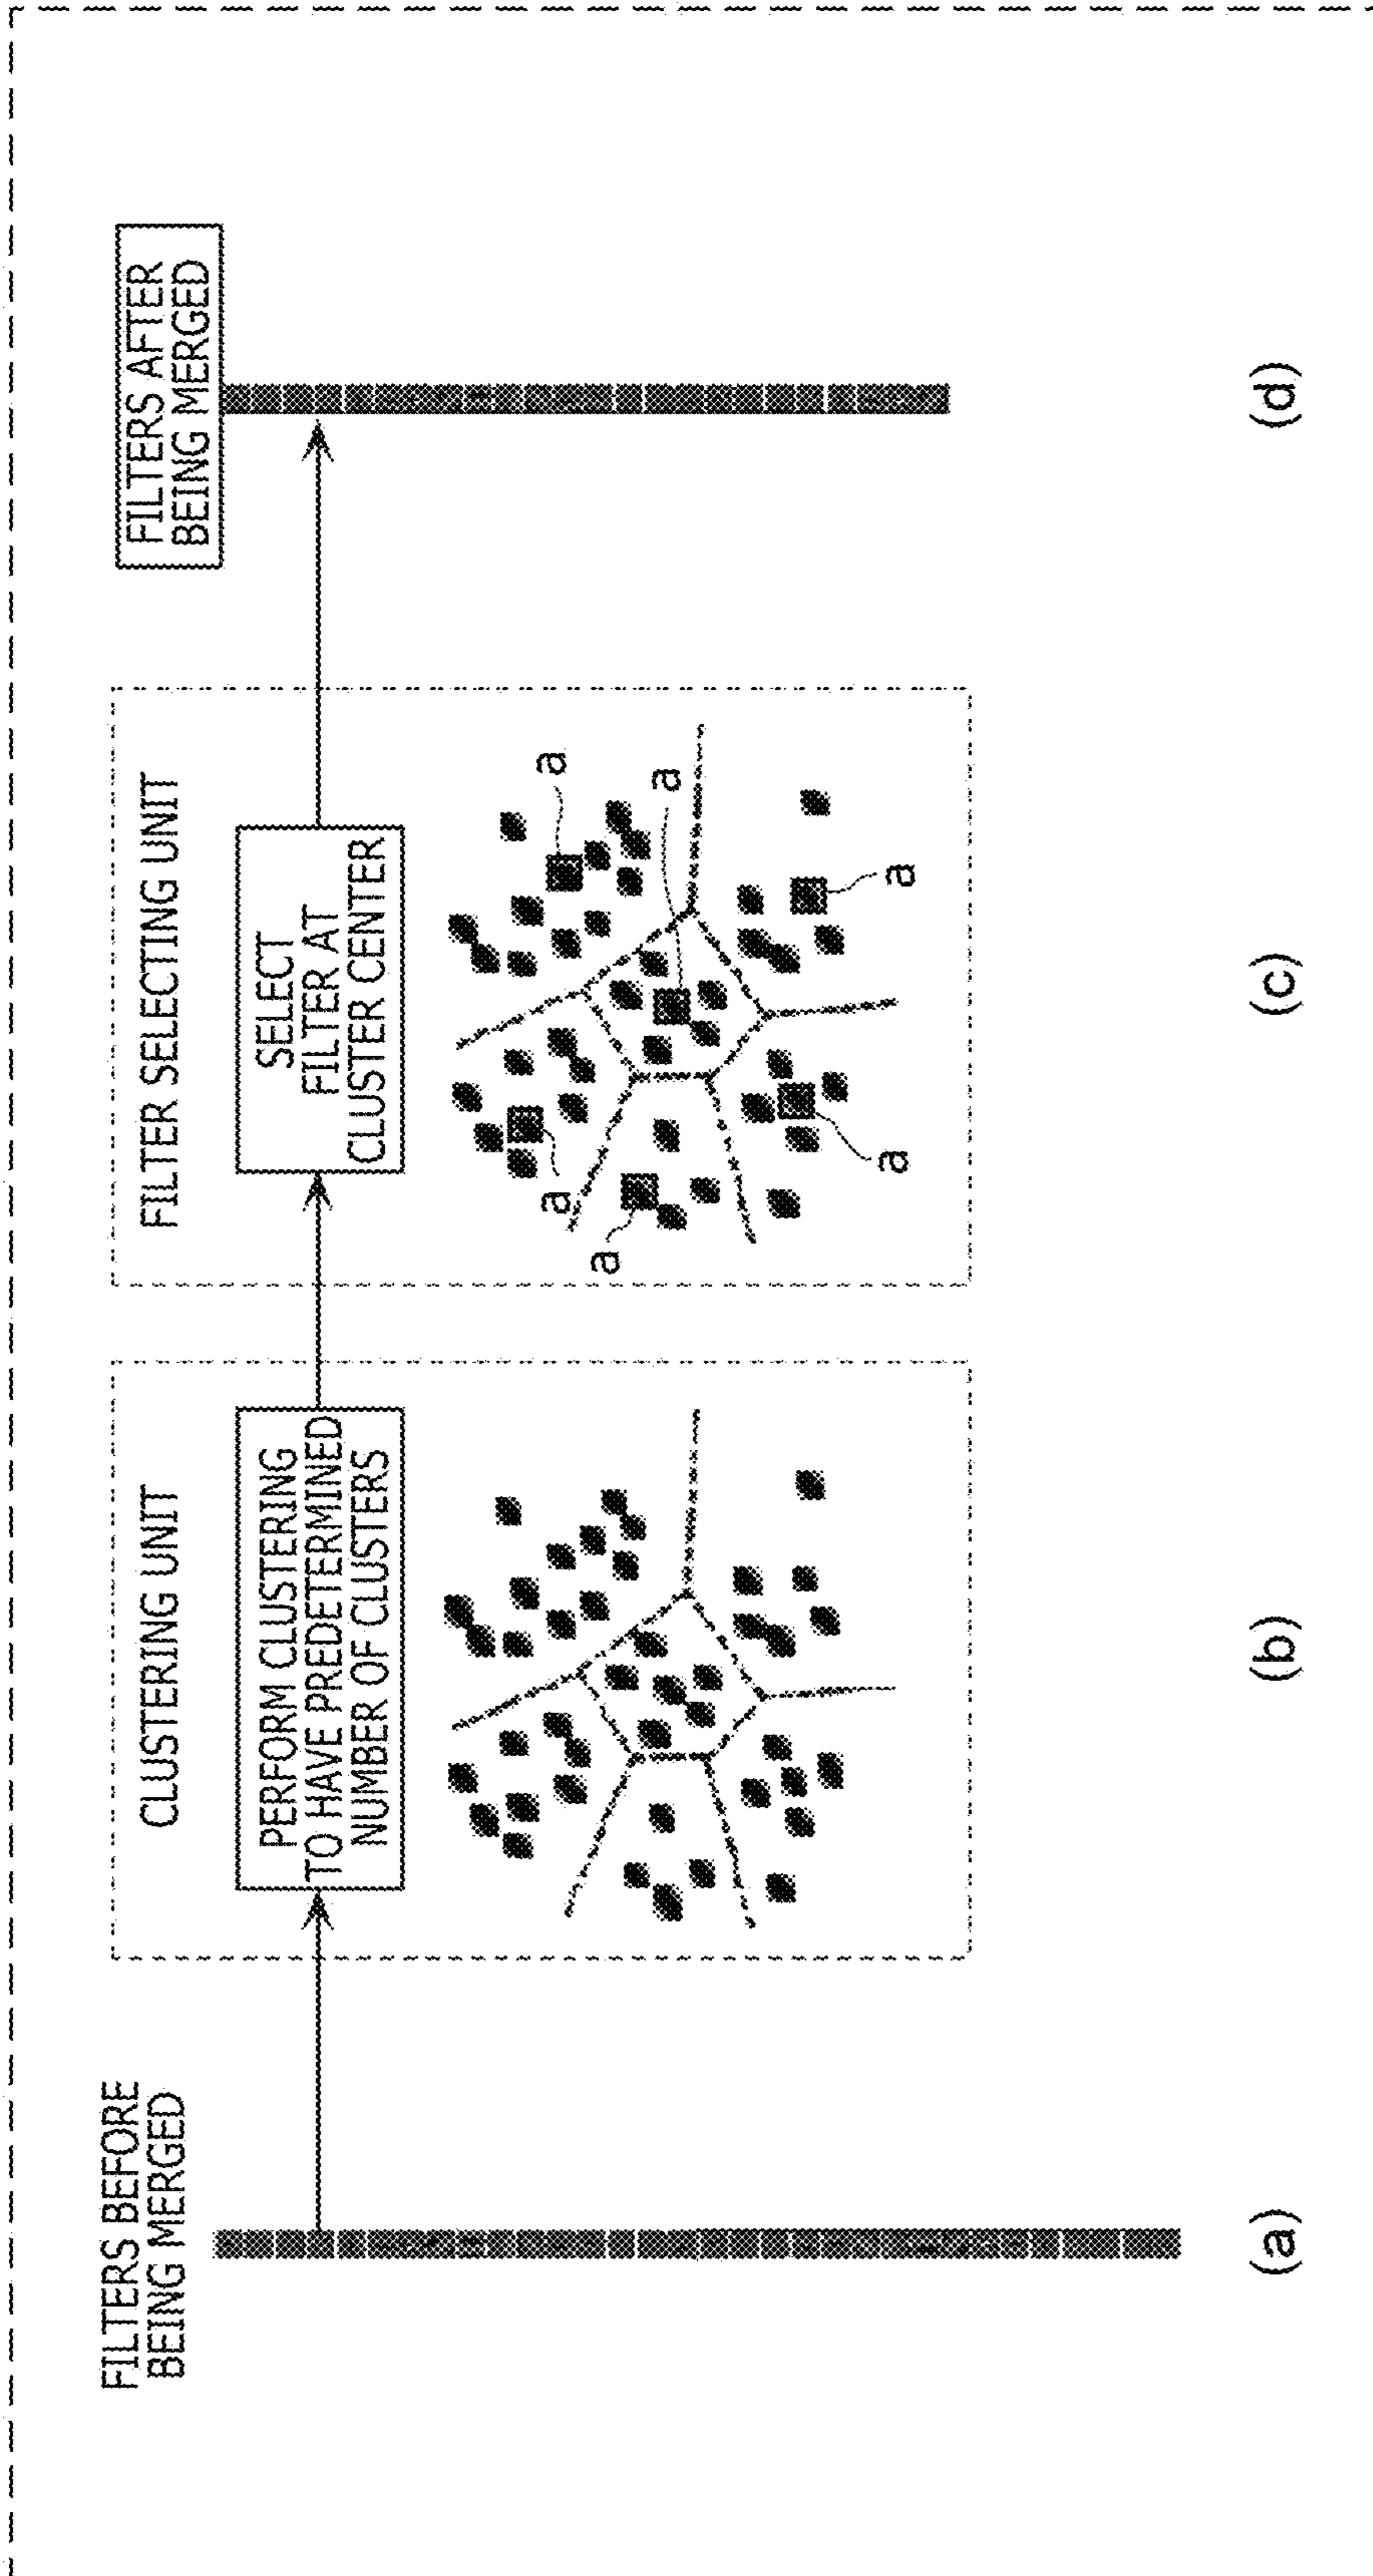 FILTERS BEFORE
BEING MERGED
CLUSTERING UNIT
PERFORM CLUSTERING
TO HAVE PREDETERMINED
NUMBER OF CLUSTERS
FILTER SELECTING UNIT
SELECT
FILTER AT
CLUSTER CENTER
a
a
a
a
a
a
FILTERS AFTER
BEING MERGED
(a)
(b)
(c)
(d)